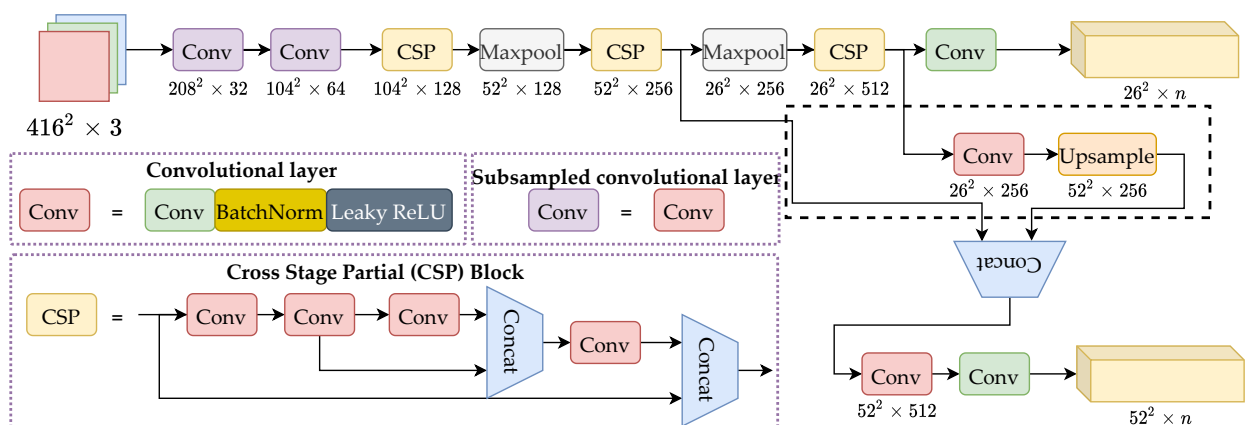 Conv Conv CSP Maxpool CSP Maxpool CSP Conv
208² × 32 104² × 64 104² × 128 52² × 128 52² × 256 26² × 256 26² × 512 26² × n
416² × 3
Conv Upsample
26² × 256 52² × 256
Convolutional layer
Conv = Conv BatchNorm Leaky ReLU
Subsampled convolutional layer
Conv = Conv
Concat
Cross Stage Partial (CSP) Block
CSP = Conv Conv Conv Concat Conv Concat
Conv Conv
52² × 512 52² × n